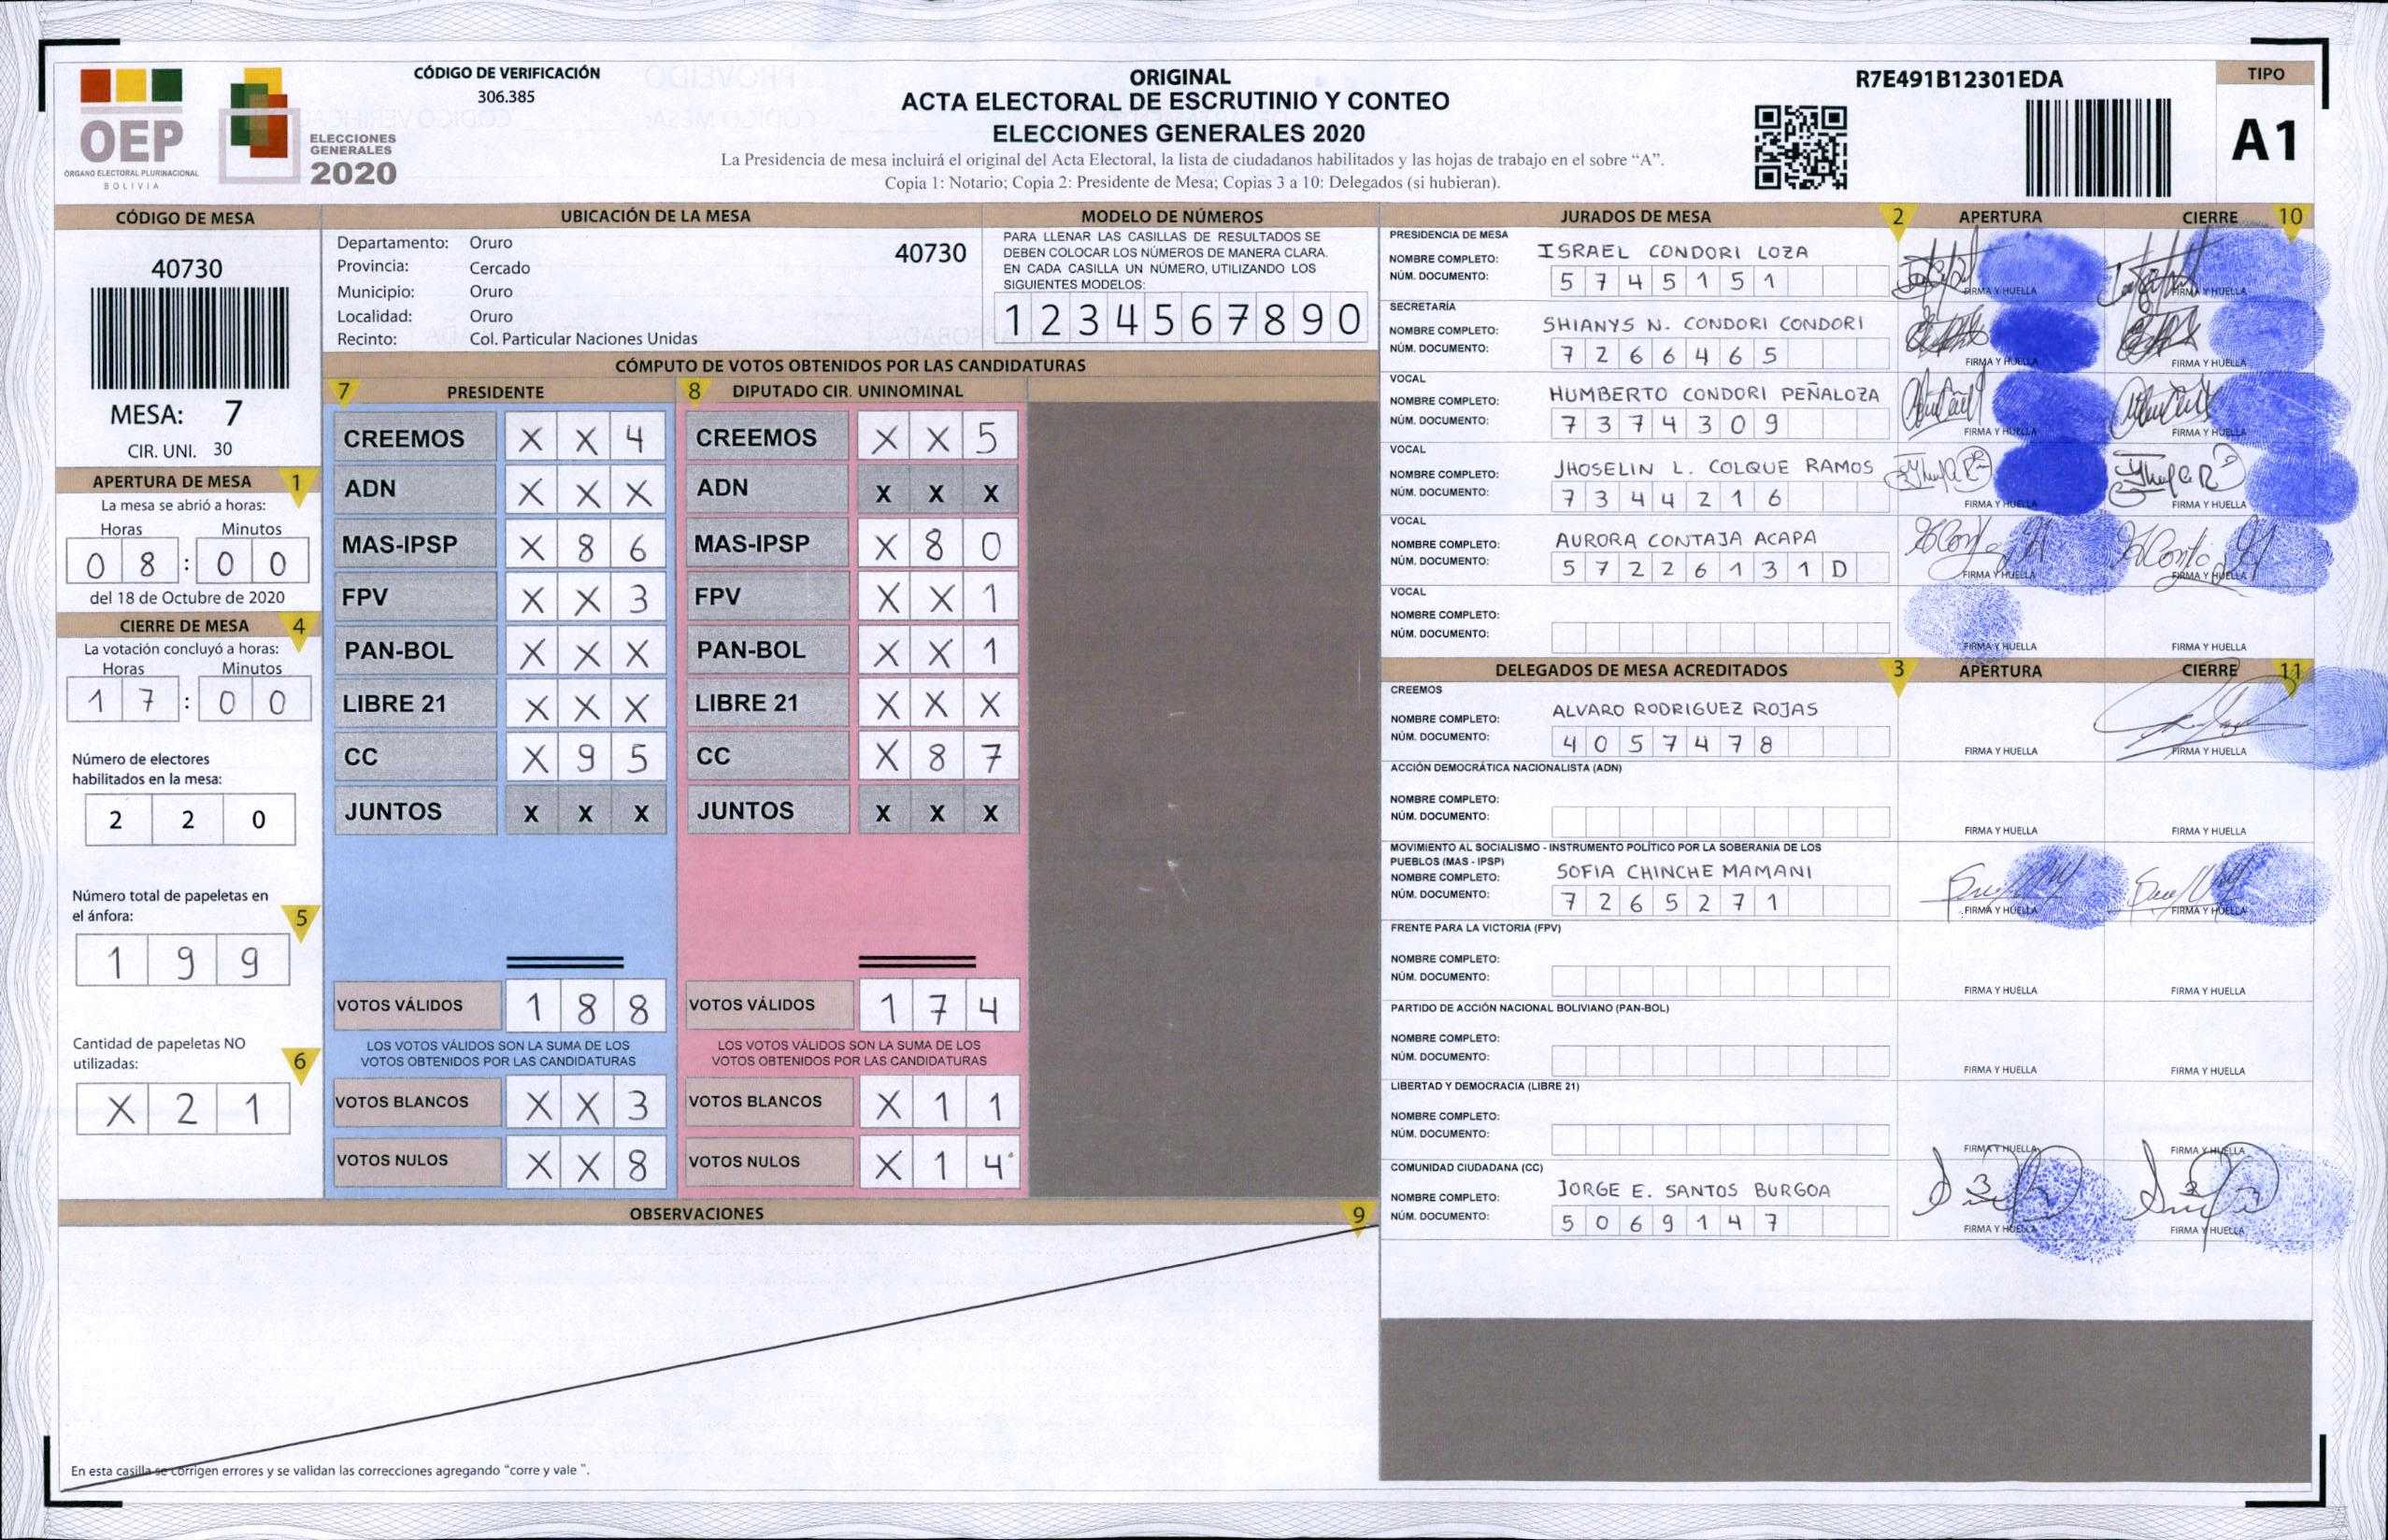 OEP
ÓRGANO ELECTORAL PLURINACIONAL
BOLIVIA
ELECCIONES
GENERALES
2020
CÓDIGO DE VERIFICACIÓN
306.385
ORIGINAL
ACTA ELECTORAL DE ESCRUTINIO Y CONTEO
ELECCIONES GENERALES 2020
La Presidencia de mesa incluirá el original del Acta Electoral, la lista de ciudadanos habilitados y las hojas de trabajo en el sobre “A”.
Copia 1: Notario; Copia 2: Presidente de Mesa; Copias 3 a 10: Delegados (si hubieran).
R7E491B12301EDA
TIPO
A1
CÓDIGO DE MESA
40730
MESA: 7
CIR. UNI. 30
APERTURA DE MESA 1
La mesa se abrió a horas:
Horas Minutos
0 8 : 0 0
del 18 de Octubre de 2020
CIERRE DE MESA 4
La votación concluyó a horas:
Horas Minutos
1 7 : 0 0
Número de electores
habilitados en la mesa:
2 2 0
Número total de papeletas en
el ánfora: 5
1 9 9
Cantidad de papeletas NO
utilizadas: 6
X 2 1
UBICACIÓN DE LA MESA
Departamento: Oruro 40730
Provincia: Cercado
Municipio: Oruro
Localidad: Oruro
Recinto: Col. Particular Naciones Unidas
MODELO DE NÚMEROS
PARA LLENAR LAS CASILLAS DE RESULTADOS SE
DEBEN COLOCAR LOS NÚMEROS DE MANERA CLARA.
EN CADA CASILLA UN NÚMERO, UTILIZANDO LOS
SIGUIENTES MODELOS:
1 2 3 4 5 6 7 8 9 0
CÓMPUTO DE VOTOS OBTENIDOS POR LAS CANDIDATURAS
7 PRESIDENTE
CREEMOS X X 4
ADN X X X
MAS-IPSP X 8 6
FPV X X 3
PAN-BOL X X X
LIBRE 21 X X X
CC X 9 5
JUNTOS X X X
VOTOS VÁLIDOS 1 8 8
LOS VOTOS VÁLIDOS SON LA SUMA DE LOS
VOTOS OBTENIDOS POR LAS CANDIDATURAS
VOTOS BLANCOS X X 3
VOTOS NULOS X X 8
8 DIPUTADO CIR. UNINOMINAL
CREEMOS X X 5
ADN X X X
MAS-IPSP X 8 0
FPV X X 1
PAN-BOL X X 1
LIBRE 21 X X X
CC X 8 7
JUNTOS X X X
VOTOS VÁLIDOS 1 7 4
LOS VOTOS VÁLIDOS SON LA SUMA DE LOS
VOTOS OBTENIDOS POR LAS CANDIDATURAS
VOTOS BLANCOS X 1 1
VOTOS NULOS X 1 4
OBSERVACIONES 9
En esta casilla se corrigen errores y se validan las correcciones agregando “corre y vale ”.
JURADOS DE MESA 2 APERTURA CIERRE 10
PRESIDENCIA DE MESA
NOMBRE COMPLETO: ISRAEL CONDORI LOZA
NÚM. DOCUMENTO: 5 7 4 5 1 5 1
FIRMA Y HUELLA FIRMA Y HUELLA
SECRETARÍA
NOMBRE COMPLETO: SHIANYS N. CONDORI CONDORI
NÚM. DOCUMENTO: 7 2 6 6 4 6 5
FIRMA Y HUELLA FIRMA Y HUELLA
VOCAL
NOMBRE COMPLETO: HUMBERTO CONDORI PEÑALOZA
NÚM. DOCUMENTO: 7 3 7 4 3 0 9
FIRMA Y HUELLA FIRMA Y HUELLA
VOCAL
NOMBRE COMPLETO: JHOSELIN L. COLQUE RAMOS
NÚM. DOCUMENTO: 7 3 4 4 2 1 6
FIRMA Y HUELLA FIRMA Y HUELLA
VOCAL
NOMBRE COMPLETO: AURORA CONTAJA ACAPA
NÚM. DOCUMENTO: 5 7 2 2 6 1 3 1 D
FIRMA Y HUELLA FIRMA Y HUELLA
VOCAL
NOMBRE COMPLETO:
NÚM. DOCUMENTO:
FIRMA Y HUELLA FIRMA Y HUELLA
DELEGADOS DE MESA ACREDITADOS 3 APERTURA CIERRE 11
CREEMOS
NOMBRE COMPLETO: ALVARO RODRIGUEZ ROJAS
NÚM. DOCUMENTO: 4 0 5 7 4 7 8
FIRMA Y HUELLA FIRMA Y HUELLA
ACCIÓN DEMOCRÁTICA NACIONALISTA (ADN)
NOMBRE COMPLETO:
NÚM. DOCUMENTO:
FIRMA Y HUELLA FIRMA Y HUELLA
MOVIMIENTO AL SOCIALISMO - INSTRUMENTO POLÍTICO POR LA SOBERANIA DE LOS
PUEBLOS (MAS - IPSP)
NOMBRE COMPLETO: SOFIA CHINCHE MAMANI
NÚM. DOCUMENTO: 7 2 6 5 2 7 1
FIRMA Y HUELLA FIRMA Y HUELLA
FRENTE PARA LA VICTORIA (FPV)
NOMBRE COMPLETO:
NÚM. DOCUMENTO:
FIRMA Y HUELLA FIRMA Y HUELLA
PARTIDO DE ACCIÓN NACIONAL BOLIVIANO (PAN-BOL)
NOMBRE COMPLETO:
NÚM. DOCUMENTO:
FIRMA Y HUELLA FIRMA Y HUELLA
LIBERTAD Y DEMOCRACIA (LIBRE 21)
NOMBRE COMPLETO:
NÚM. DOCUMENTO:
FIRMA Y HUELLA FIRMA Y HUELLA
COMUNIDAD CIUDADANA (CC)
NOMBRE COMPLETO: JORGE E. SANTOS BURGOA
NÚM. DOCUMENTO: 5 0 6 9 1 4 7
FIRMA Y HUELLA FIRMA Y HUELLA